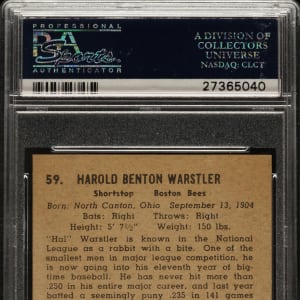 PROFESSIONAL
PSA
Sports
AUTHENTICATOR
A DIVISION OF
COLLECTORS
UNIVERSE
NASDAQ: CLCT
27365040
59. HAROLD BENTON WARSTLER
Shortstop Boston Bees
Born: North Canton, Ohio September 13, 1904
Bats: Right Throws: Right
Height: 5' 7½" Weight: 150 lbs.
"Hal" Warstler is known in the National
League as a rabbit with a bite. One of the
smallest men in major league competition, he
is now going into his eleventh year of big-
time baseball. He has never hit more than
.250 in his entire major career, and last year
batted a seemingly puny .235 in 141 games